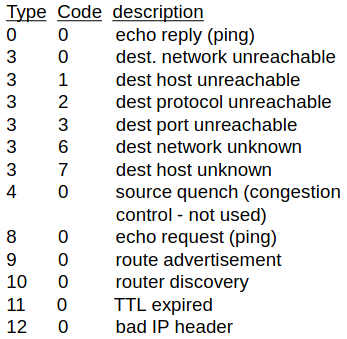 Type Code description
0 0 echo reply (ping)
3 0 dest. network unreachable
3 1 dest host unreachable
3 2 dest protocol unreachable
3 3 dest port unreachable
3 6 dest network unknown
3 7 dest host unknown
4 0 source quench (congestion
control - not used)
8 0 echo request (ping)
9 0 route advertisement
10 0 router discovery
11 0 TTL expired
12 0 bad IP header